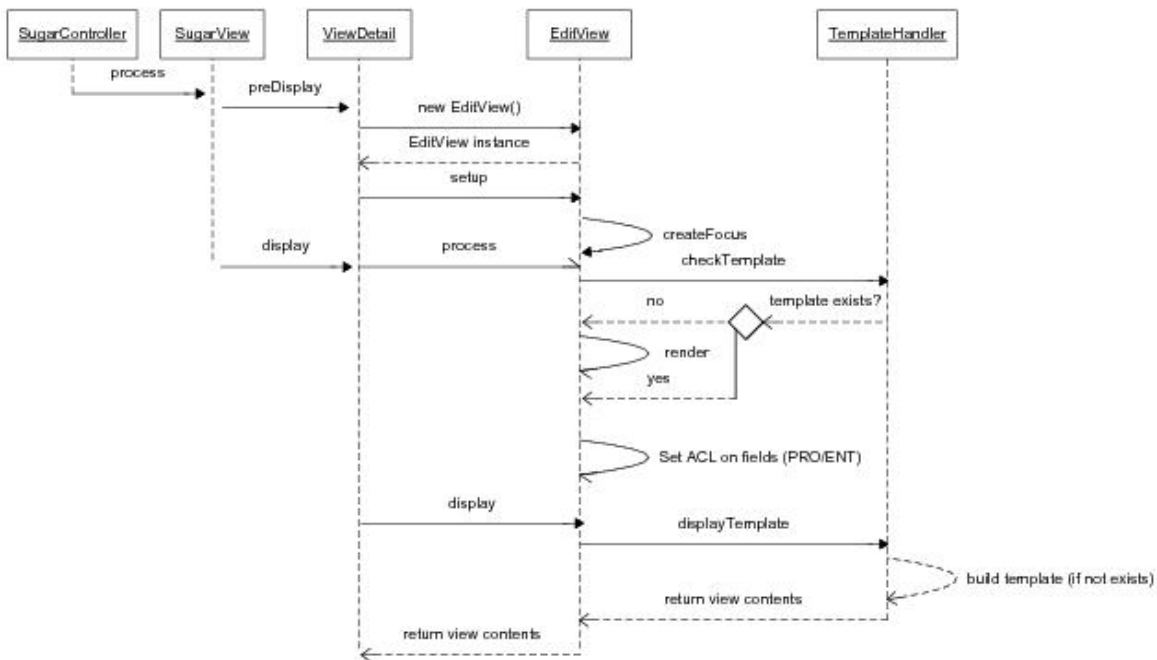 SugarController SugarView ViewDetail EditView TemplateHandler
process
preDisplay
new EditView()
EditView instance
setup
createFocus
display process
checkTemplate
no template exists?
render
yes
Set ACL on fields (PRO/ENT)
display
displayTemplate
build template (if not exists)
return view contents
return view contents